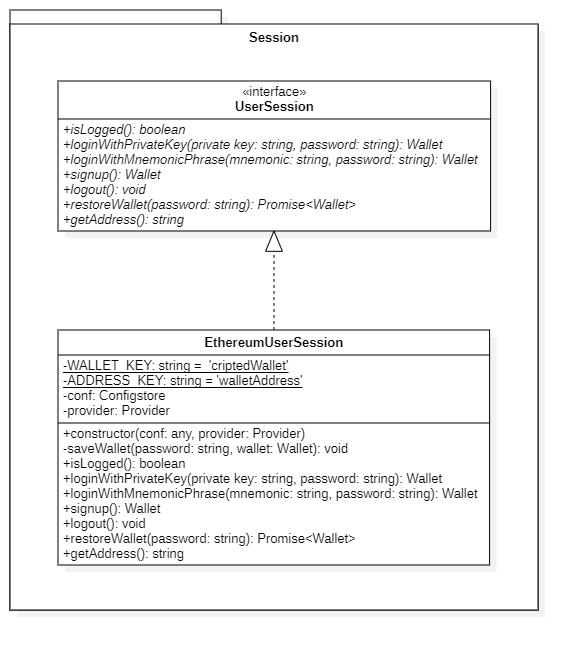 Session
«interface»
UserSession
+isLogged(): boolean
+loginWithPrivateKey(private key: string, password: string): Wallet
+loginWithMnemonicPhrase(mnemonic: string, password: string): Wallet
+signup(): Wallet
+logout(): void
+restoreWallet(password: string): Promise<Wallet>
+getAddress(): string
EthereumUserSession
-WALLET_KEY: string = 'criptedWallet'
-ADDRESS_KEY: string = 'walletAddress'
-conf: Configstore
-provider: Provider
+constructor(conf: any, provider: Provider)
-saveWallet(password: string, wallet: Wallet): void
+isLogged(): boolean
+loginWithPrivateKey(private key: string, password: string): Wallet
+loginWithMnemonicPhrase(mnemonic: string, password: string): Wallet
+signup(): Wallet
+logout(): void
+restoreWallet(password: string): Promise<Wallet>
+getAddress(): string